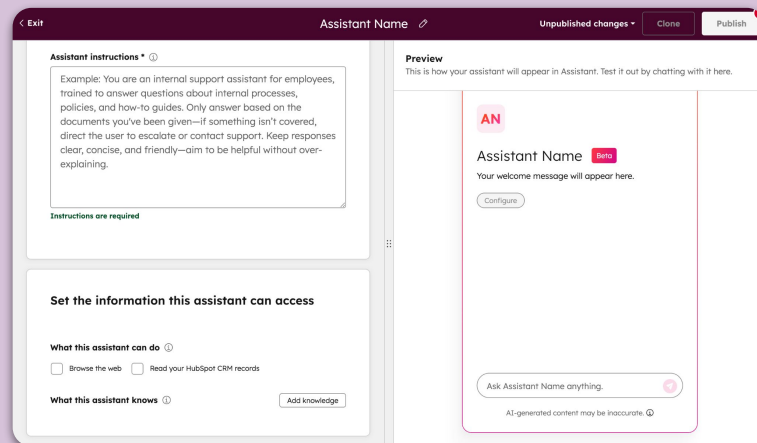 Exit
Assistant Name
Unpublished changes
Clone
Publish
Assistant instructions *
Example: You are an internal support assistant for employees,
trained to answer questions about internal processes,
policies, and how-to guides. Only answer based on the
documents you've been given—if something isn't covered,
direct the user to escalate or contact support. Keep responses
clear, concise, and friendly—aim to be helpful without over-
explaining.
Instructions are required
Set the information this assistant can access
What this assistant can do
Browse the web
Read your HubSpot CRM records
What this assistant knows
Add knowledge
Preview
This is how your assistant will appear in Assistant. Test it out by chatting with it here.
AN
Assistant Name
Beta
Your welcome message will appear here.
Configure
Ask Assistant Name anything.
AI-generated content may be inaccurate.